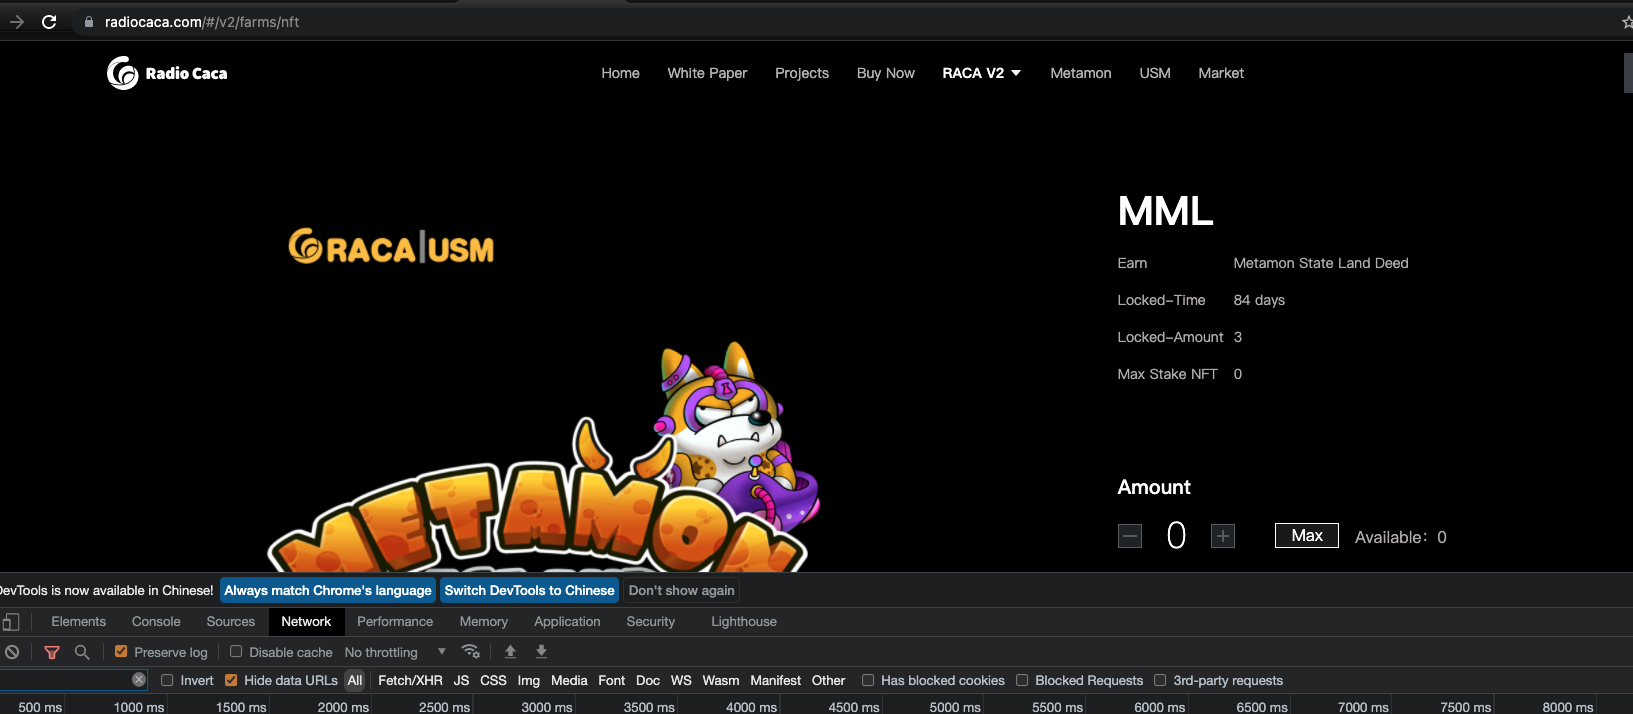 radiocaca.com/#/v2/farms/nft
Radio Caca
Home White Paper Projects Buy Now RACA V2 Metamon USM Market
MML
RACA|USM
Earn Metamon State Land Deed
Locked-Time 84 days
Locked-Amount 3
Max Stake NFT 0
METAMON
Amount
0 Max Available: 0
DevTools is now available in Chinese! Always match Chrome's language Switch DevTools to Chinese Don't show again
Elements Console Sources Network Performance Memory Application Security Lighthouse
Preserve log Disable cache No throttling
Invert Hide data URLs All Fetch/XHR JS CSS Img Media Font Doc WS Wasm Manifest Other Has blocked cookies Blocked Requests 3rd-party requests
500 ms 1000 ms 1500 ms 2000 ms 2500 ms 3000 ms 3500 ms 4000 ms 4500 ms 5000 ms 5500 ms 6000 ms 6500 ms 7000 ms 7500 ms 8000 ms